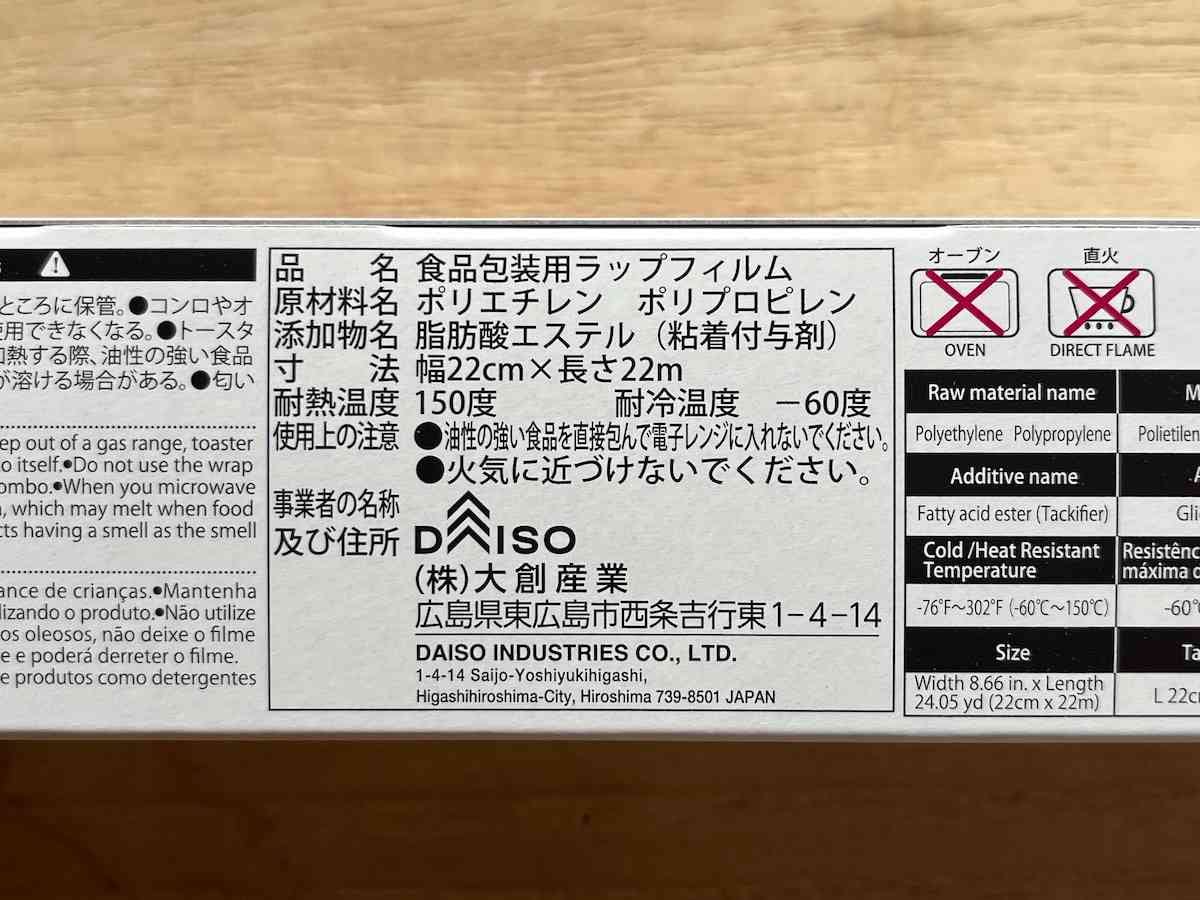 ところに保管。●コンロやオ
使用できなくなる。●トースタ
加熱する際、油性の強い食品
が溶ける場合がある。●匂い
ep out of a gas range, toaster
o itself.●Do not use the wrap
ombo.●When you microwave
, which may melt when food
cts having a smell as the smell
ance de crianças.●Mantenha
lizando o produto.●Não utilize
os oleosos, não deixe o filme
e e poderá derreter o filme.
e produtos como detergentes
品 名 食品包装用ラップフィルム
原材料名 ポリエチレン ポリプロピレン
添加物名 脂肪酸エステル（粘着付与剤）
寸 法 幅22cm×長さ22m
耐熱温度 150度 耐冷温度 －60度
使用上の注意 ●油性の強い食品を直接包んで電子レンジに入れないでください。
●火気に近づけないでください。
事業者の名称
及び住所 DAISO
(株)大創産業
広島県東広島市西条吉行東1-4-14
DAISO INDUSTRIES CO., LTD.
1-4-14 Saijo-Yoshiyukihigashi,
Higashihiroshima-City, Hiroshima 739-8501 JAPAN
オーブン 直火
OVEN DIRECT FLAME
Raw material name M
Polyethylene Polypropylene Polietilen
Additive name A
Fatty acid ester (Tackifier) Gli
Cold /Heat Resistant Resistênc
Temperature máxima o
-76°F～302°F (-60℃～150℃) -60℃
Size Ta
Width 8.66 in. x Length
24.05 yd (22cm x 22m) L 22c